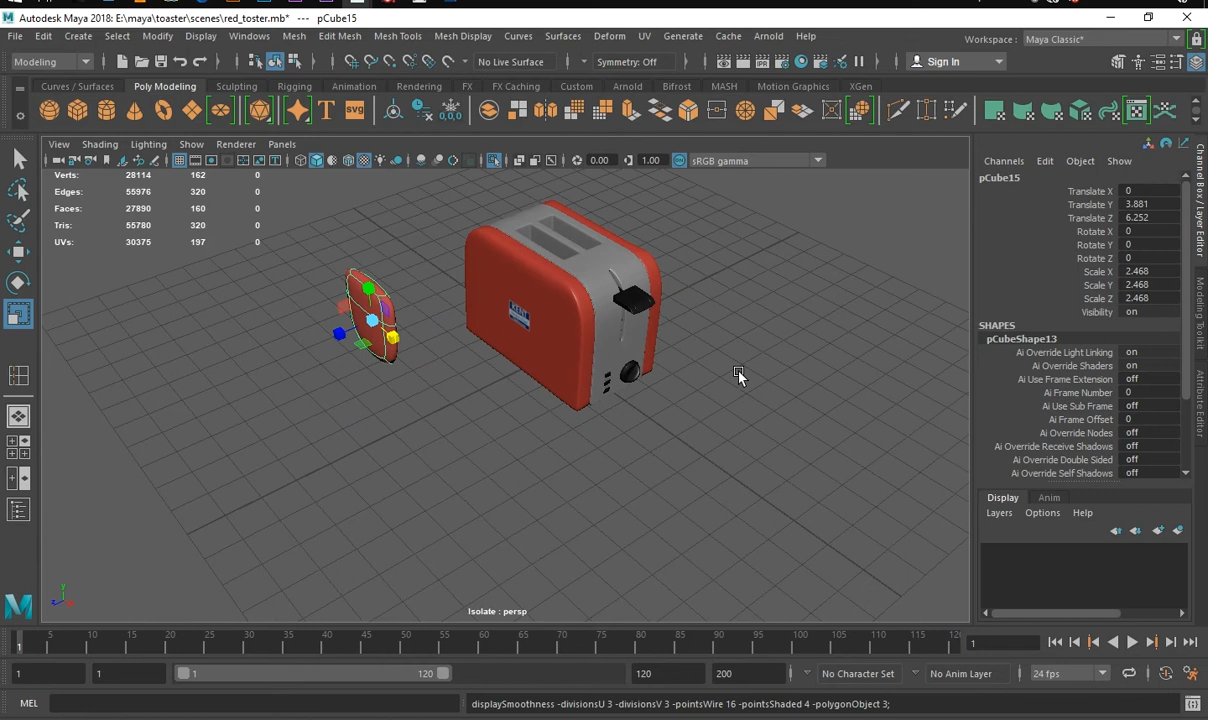 Autodesk Maya 2018: E:\maya\toaster\scenes\red_toster.mb* --- pCube15
File Edit Create Select Modify Display Windows Mesh Edit Mesh Mesh Tools Mesh Display Curves Surfaces Deform UV Generate Cache Arnold Help
Workspace : Maya Classic*
Modeling No Live Surface Symmetry: Off Sign In
Curves / Surfaces Poly Modeling Sculpting Rigging Animation Rendering FX FX Caching Custom Arnold Bifrost MASH Motion Graphics XGen
SVG
View Shading Lighting Show Renderer Panels
0.00 1.00 sRGB gamma
Verts: 28114 162 0
Edges: 55976 320 0
Faces: 27890 160 0
Tris: 55780 320 0
UVs: 30375 197 0
Isolate : persp
Channels Edit Object Show
pCube15
Translate X 0
Translate Y 3.881
Translate Z 6.252
Rotate X 0
Rotate Y 0
Rotate Z 0
Scale X 2.468
Scale Y 2.468
Scale Z 2.468
Visibility on
SHAPES
pCubeShape13
Ai Override Light Linking on
Ai Override Shaders on
Ai Use Frame Extension off
Ai Frame Number 0
Ai Use Sub Frame off
Ai Frame Offset 0
Ai Override Nodes off
Ai Override Receive Shadows off
Ai Override Double Sided off
Ai Override Self Shadows off
Display Anim
Layers Options Help
Channel Box / Layer Editor
Modeling Toolkit
Attribute Editor
5 10 15 20 25 30 35 40 45 50 55 60 65 70 75 80 85 90 95 100 105 110 115 12
1 1
1 1 1 120 120 200 No Character Set No Anim Layer 24 fps
MEL displaySmoothness -divisionsU 3 -divisionsV 3 -pointsWire 16 -pointsShaded 4 -polygonObject 3;